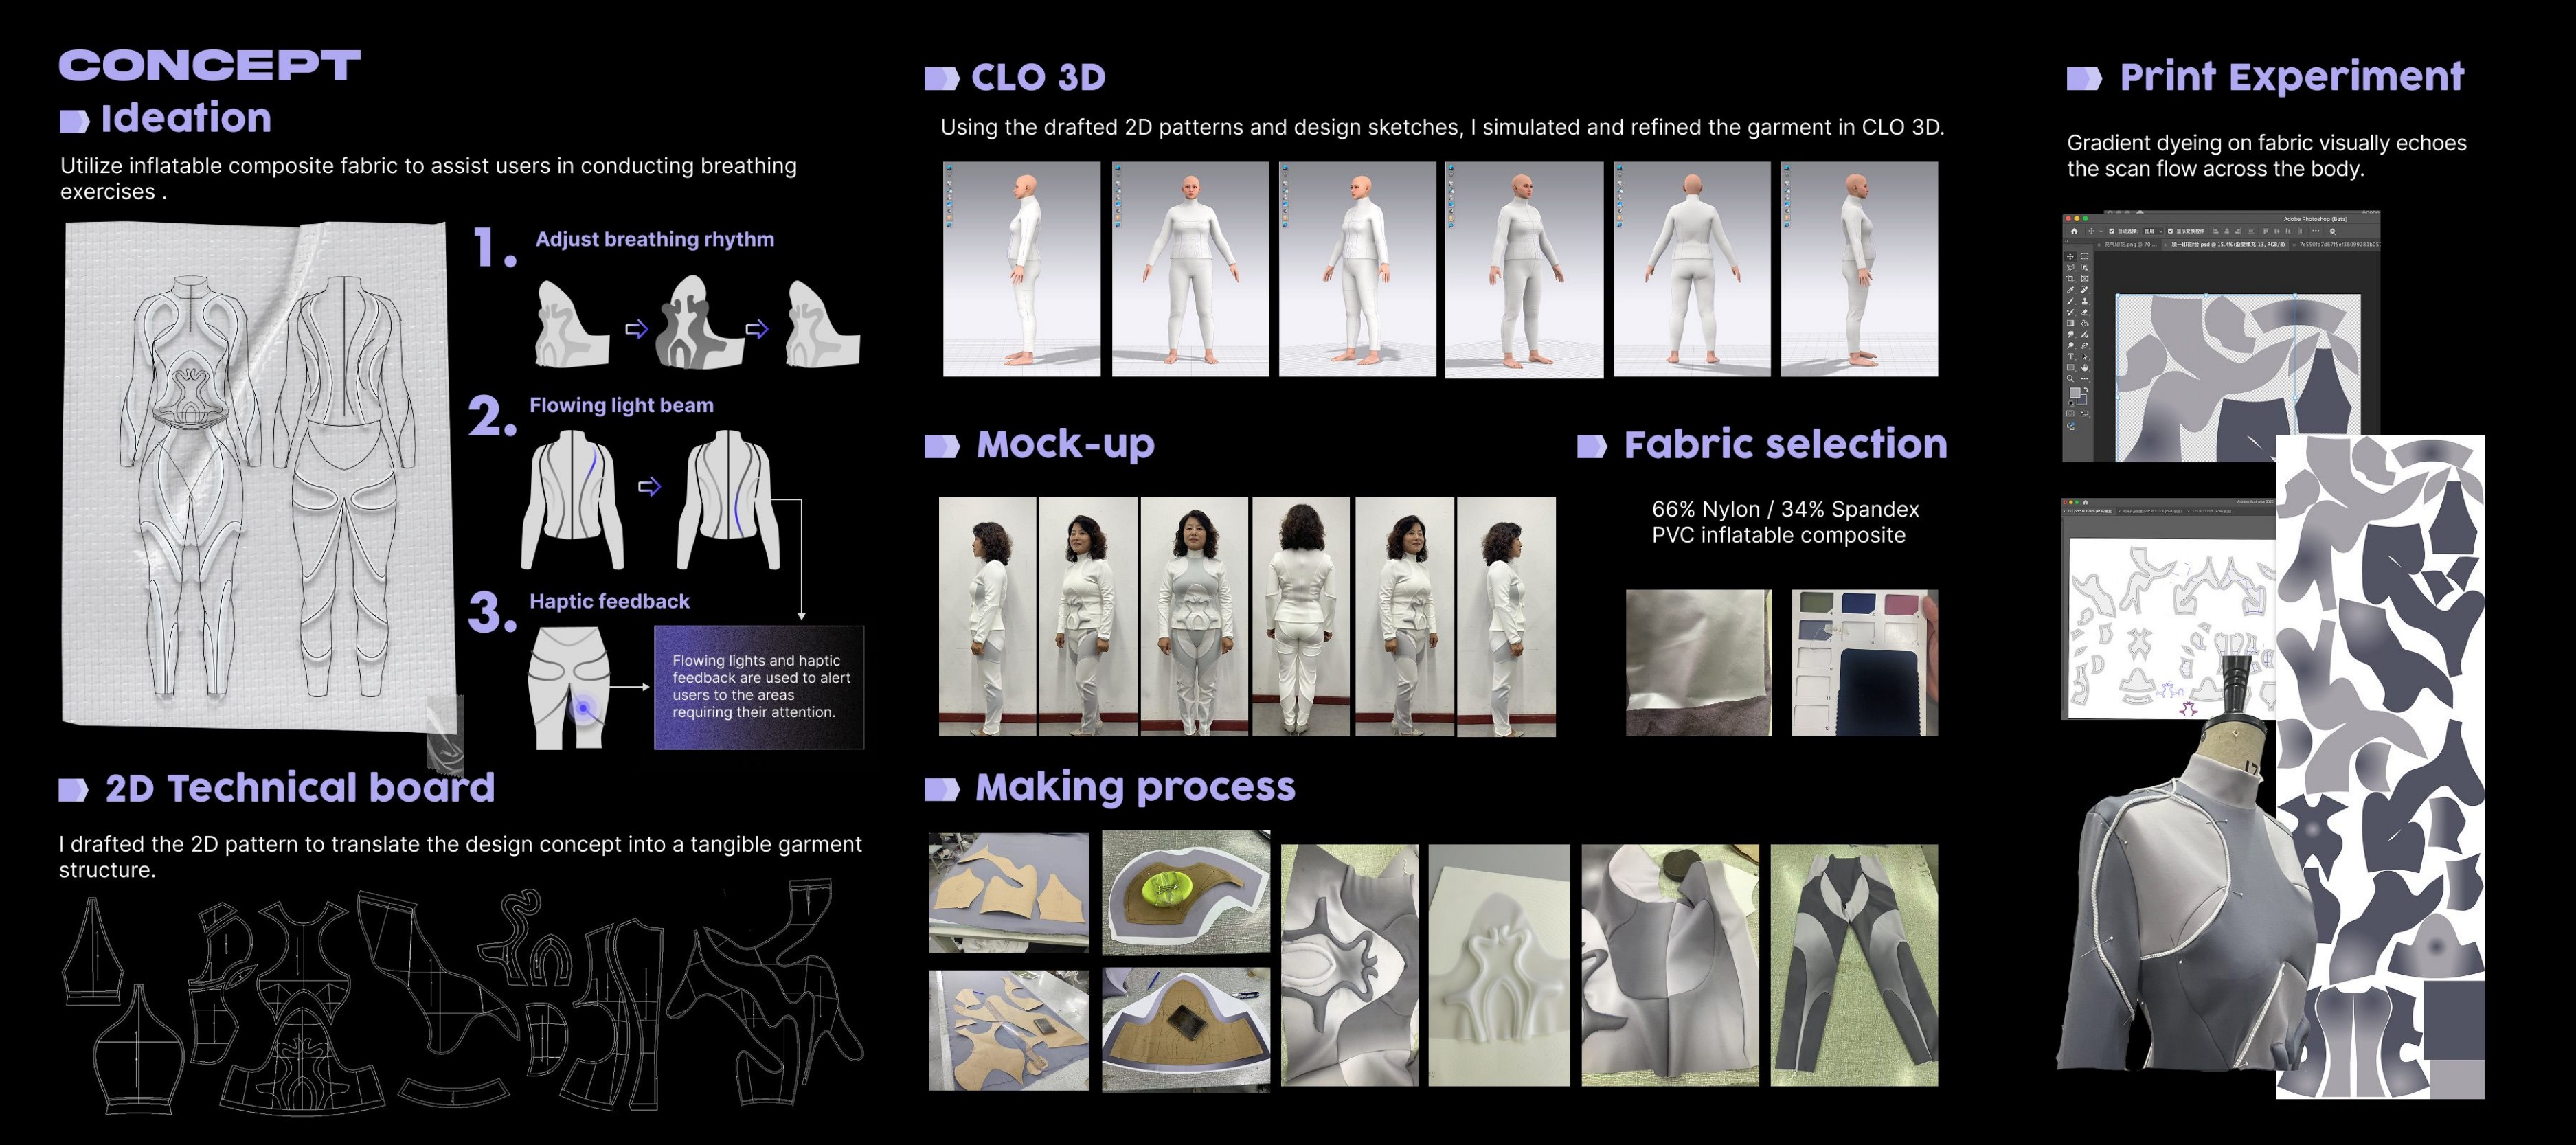 CONCEPT
Ideation
Utilize inflatable composite fabric to assist users in conducting breathing
exercises .
1. Adjust breathing rhythm
2. Flowing light beam
3. Haptic feedback
Flowing lights and haptic
feedback are used to alert
users to the areas
requiring their attention.
2D Technical board
I drafted the 2D pattern to translate the design concept into a tangible garment
structure.
CLO 3D
Using the drafted 2D patterns and design sketches, I simulated and refined the garment in CLO 3D.
Mock-up
Fabric selection
66% Nylon / 34% Spandex
PVC inflatable composite
Making process
Print Experiment
Gradient dyeing on fabric visually echoes
the scan flow across the body.
Adobe Photoshop (Beta)